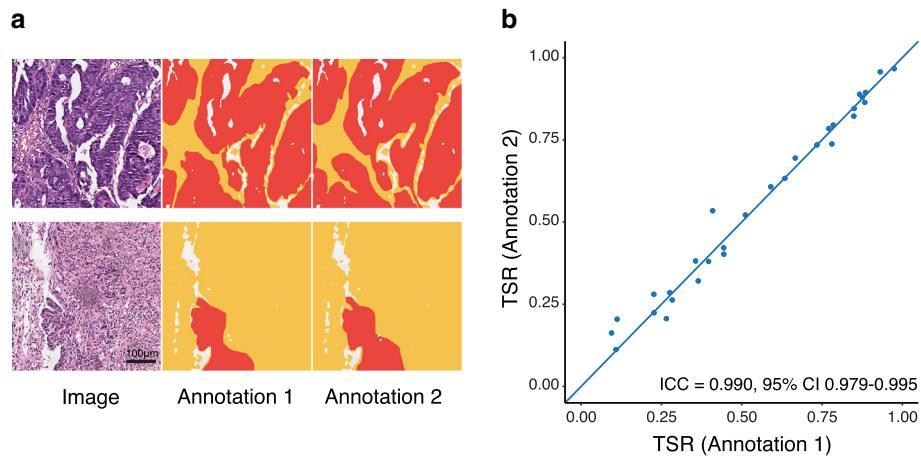 a
100μm
Image
Annotation 1
Annotation 2
b
TSR (Annotation 2)
1.00
0.75
0.50
0.25
0.00
ICC = 0.990, 95% CI 0.979-0.995
0.00
0.25
0.50
0.75
1.00
TSR (Annotation 1)